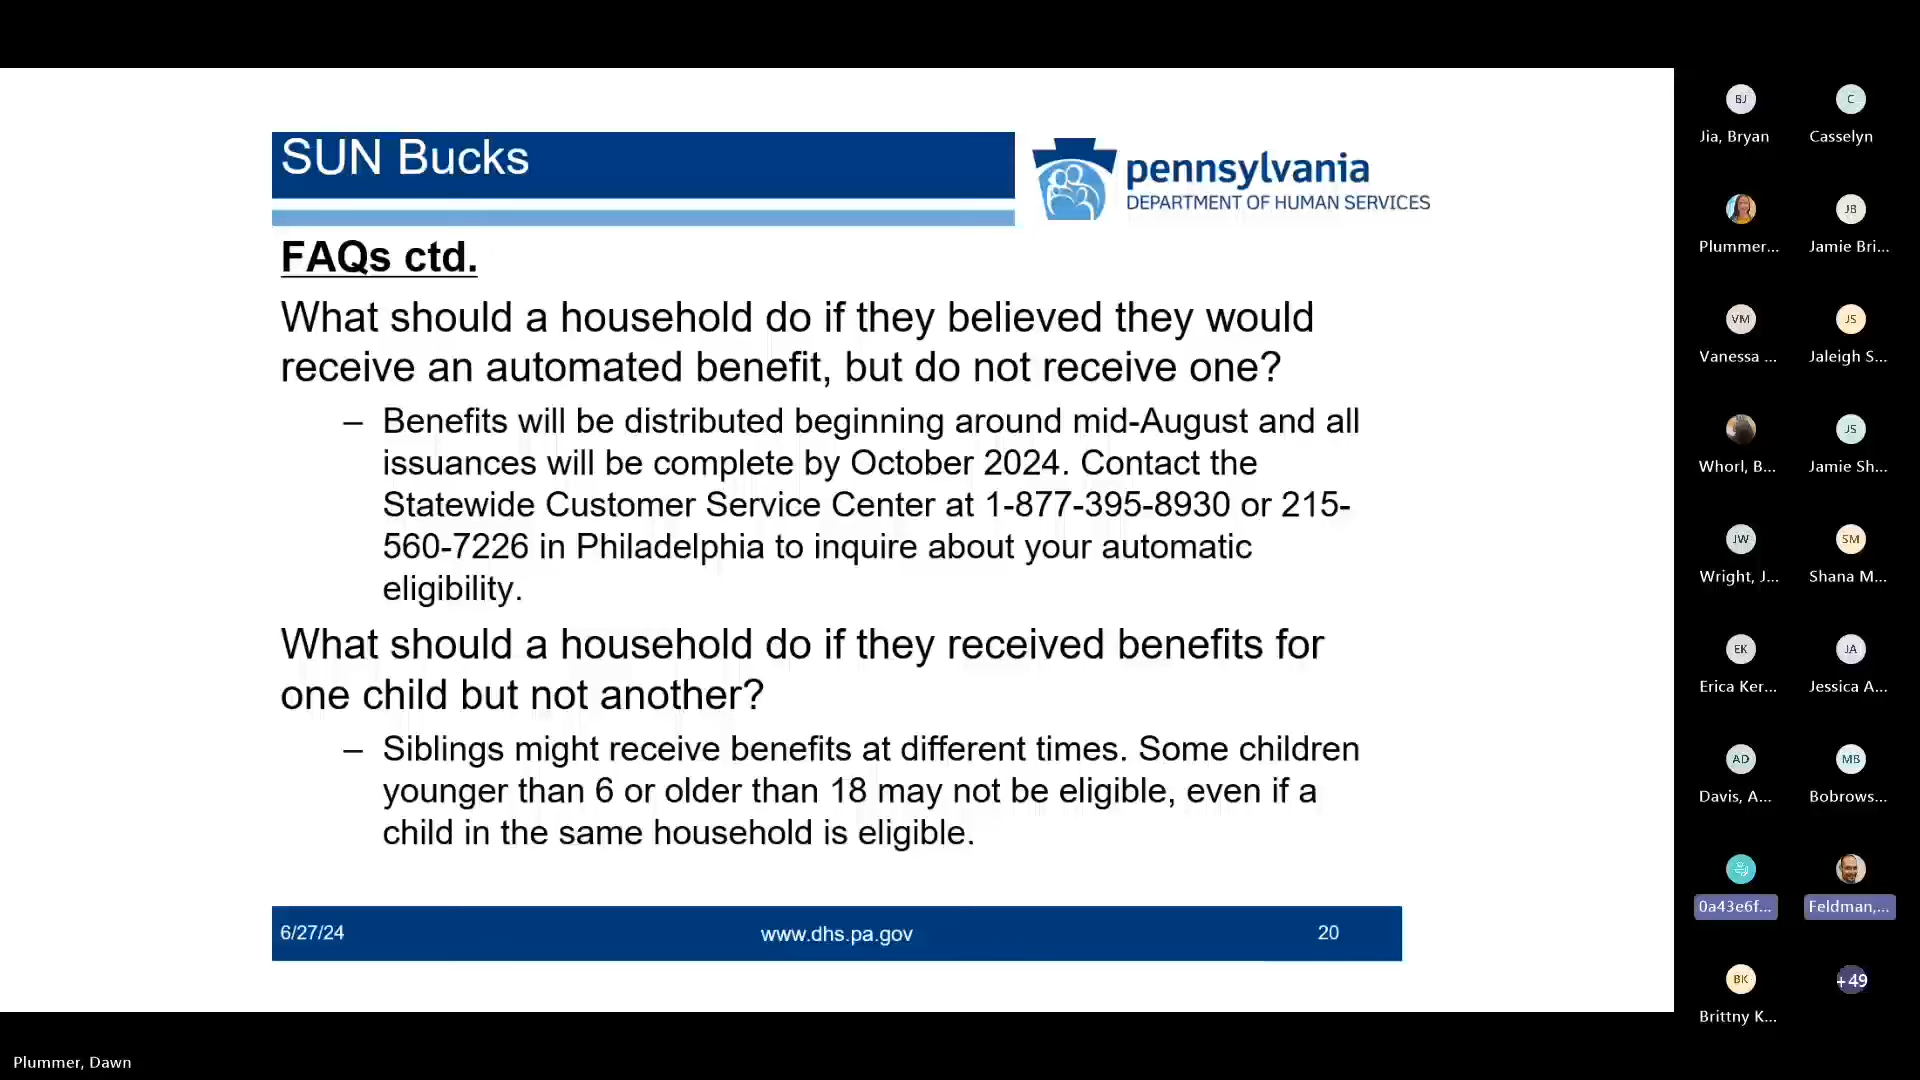 SUN Bucks
pennsylvania
DEPARTMENT OF HUMAN SERVICES
FAQs ctd.
What should a household do if they believed they would
receive an automated benefit, but do not receive one?
– Benefits will be distributed beginning around mid-August and all
issuances will be complete by October 2024. Contact the
Statewide Customer Service Center at 1-877-395-8930 or 215-
560-7226 in Philadelphia to inquire about your automatic
eligibility.
What should a household do if they received benefits for
one child but not another?
– Siblings might receive benefits at different times. Some children
younger than 6 or older than 18 may not be eligible, even if a
child in the same household is eligible.
6/27/24
www.dhs.pa.gov
20
BJ
Jia, Bryan
C
Casselyn
Plummer...
JB
Jamie Bri...
VM
Vanessa ...
JS
Jaleigh S...
Whorl, B...
JS
Jamie Sh...
JW
Wright, J...
SM
Shana M...
EK
Erica Ker...
JA
Jessica A...
AD
Davis, A...
MB
Bobrows...
0a43e6f...
Feldman,...
BK
Brittny K...
+49
Plummer, Dawn